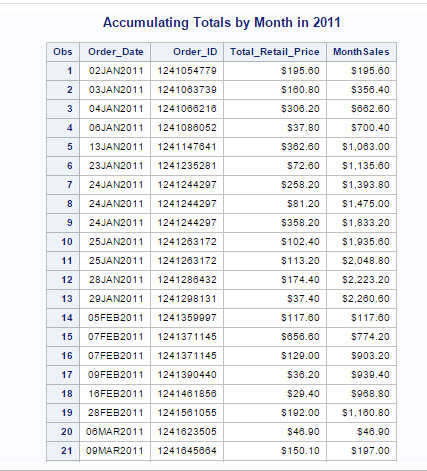 Accumulating Totals by Month in 2011
Obs Order_Date Order_ID Total_Retail_Price MonthSales
1 02JAN2011 1241054779 $195.60 $195.60
2 03JAN2011 1241063739 $160.80 $356.40
3 04JAN2011 1241066216 $306.20 $662.60
4 06JAN2011 1241086052 $37.80 $700.40
5 13JAN2011 1241147641 $362.60 $1,063.00
6 23JAN2011 1241235281 $72.60 $1,135.60
7 24JAN2011 1241244297 $258.20 $1,393.80
8 24JAN2011 1241244297 $81.20 $1,475.00
9 24JAN2011 1241244297 $358.20 $1,833.20
10 25JAN2011 1241263172 $102.40 $1,935.60
11 25JAN2011 1241263172 $113.20 $2,048.80
12 28JAN2011 1241286432 $174.40 $2,223.20
13 29JAN2011 1241298131 $37.40 $2,260.60
14 05FEB2011 1241359997 $117.60 $117.60
15 07FEB2011 1241371145 $656.60 $774.20
16 07FEB2011 1241371145 $129.00 $903.20
17 09FEB2011 1241390440 $36.20 $939.40
18 16FEB2011 1241461856 $29.40 $968.80
19 28FEB2011 1241561055 $192.00 $1,160.80
20 06MAR2011 1241623505 $46.90 $46.90
21 09MAR2011 1241645664 $150.10 $197.00